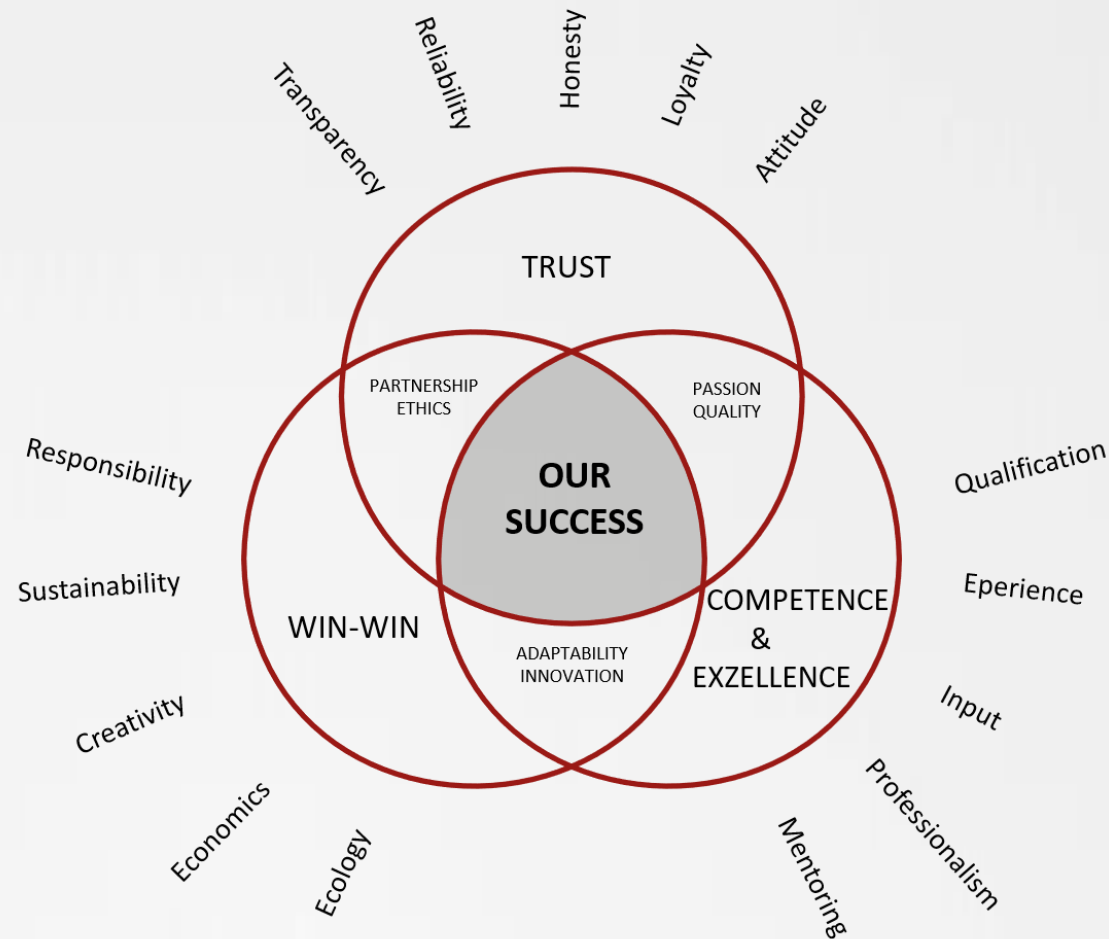 Transparency
Reliability
Honesty
Loyalty
Attitude
TRUST
PARTNERSHIP
ETHICS
PASSION
QUALITY
OUR
SUCCESS
WIN-WIN
COMPETENCE
&
EXZELLENCE
ADAPTABILITY
INNOVATION
Responsibility
Sustainability
Creativity
Economics
Ecology
Qualification
Eperience
Input
Professionalism
Mentoring